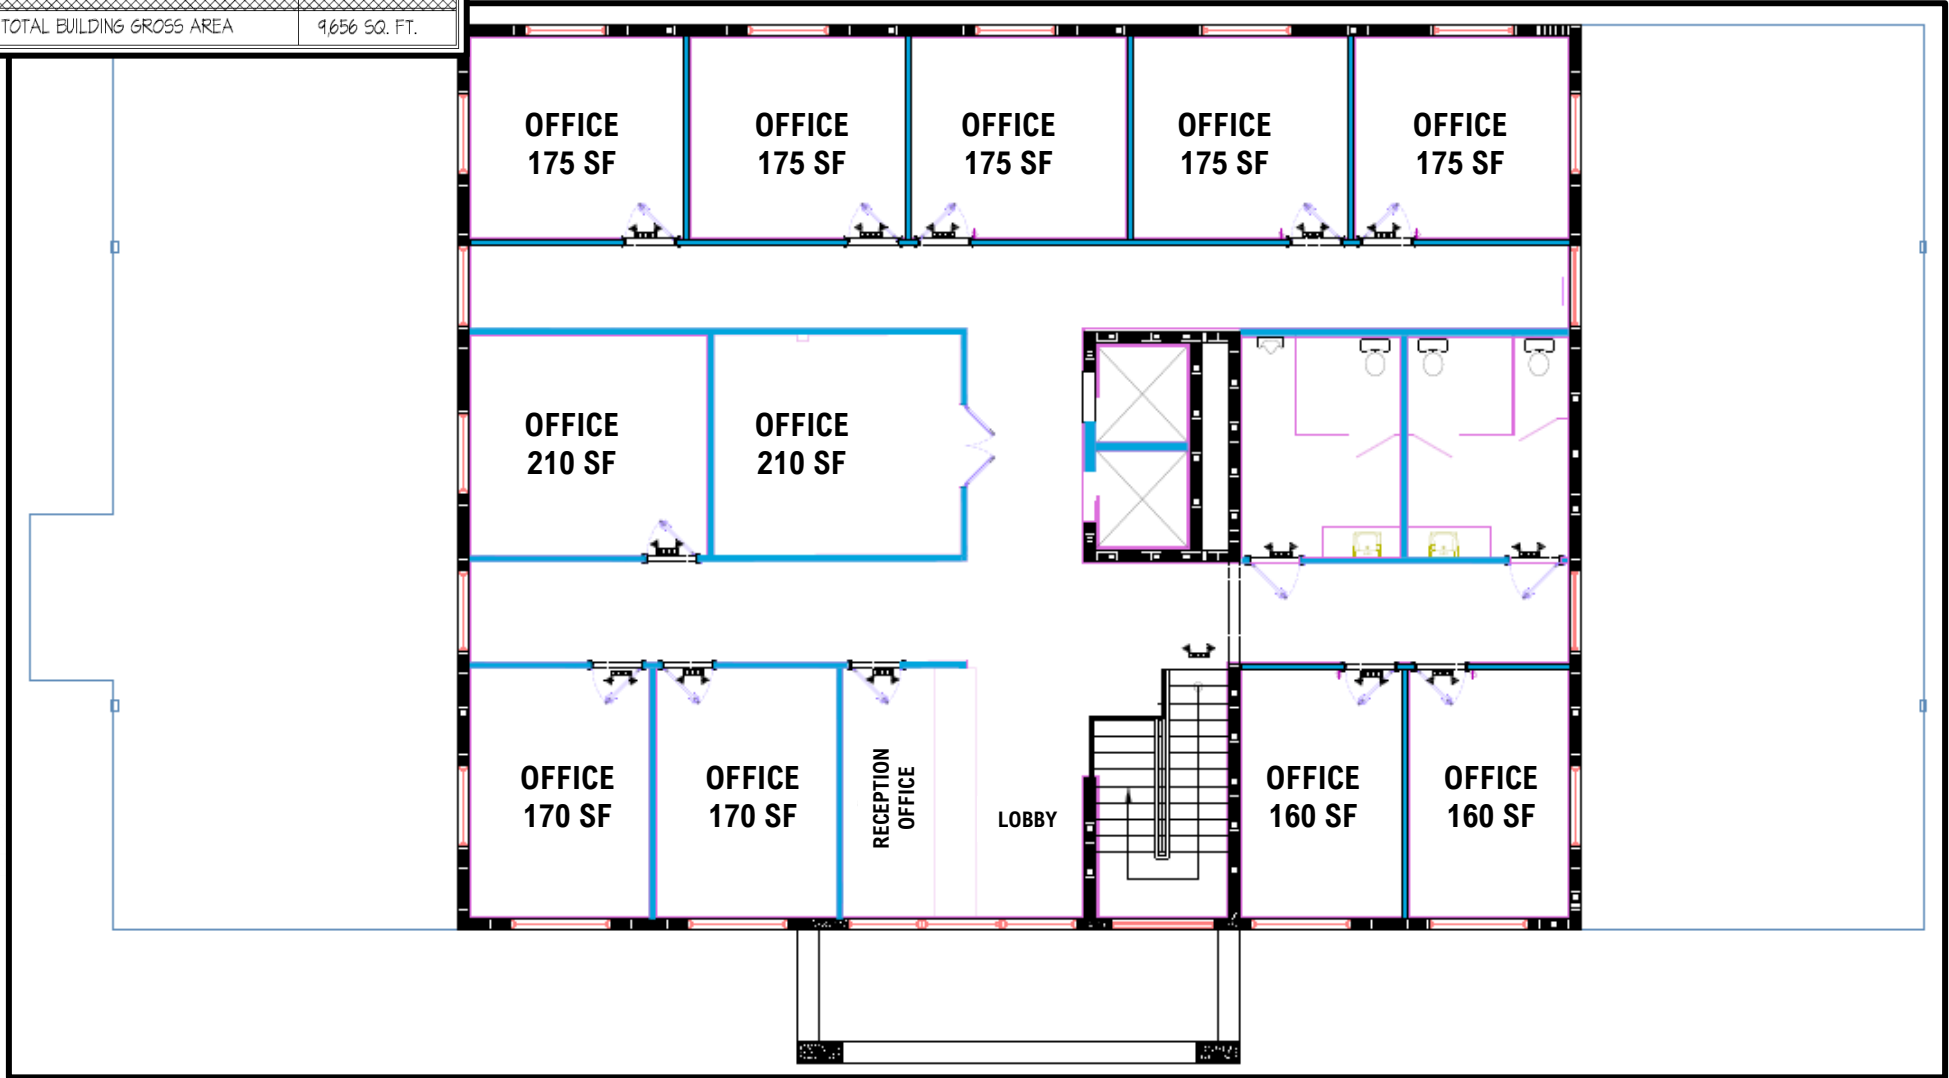 TOTAL BUILDING GROSS AREA 9,656 SQ. FT.
OFFICE
175 SF
OFFICE
175 SF
OFFICE
175 SF
OFFICE
175 SF
OFFICE
175 SF
OFFICE
210 SF
OFFICE
210 SF
OFFICE
170 SF
OFFICE
170 SF
RECEPTION
OFFICE
LOBBY
OFFICE
160 SF
OFFICE
160 SF